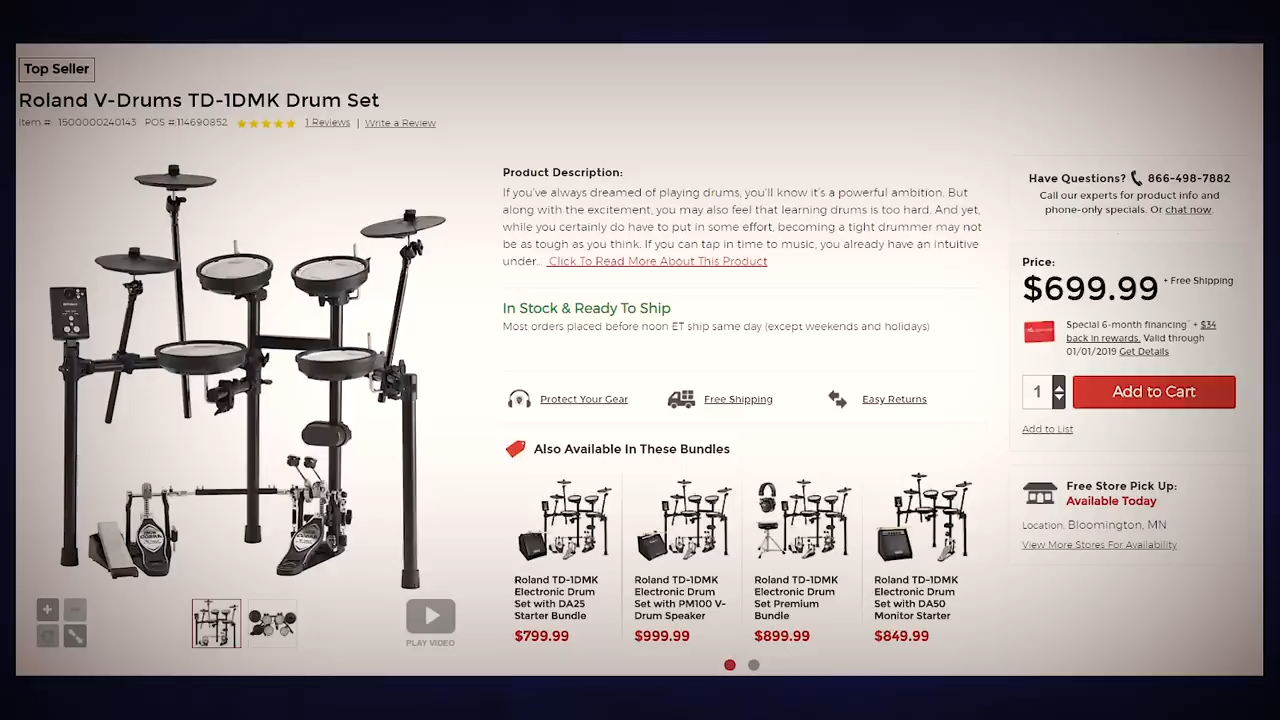 Top Seller
Roland V-Drums TD-1DMK Drum Set
Item #: 1500000240143 POS #:114690852 1 Reviews | Write a Review
Product Description:
If you've always dreamed of playing drums, you'll know it's a powerful ambition. But
along with the excitement, you may also feel that learning drums is too hard. And yet,
while you certainly do have to put in some effort, becoming a tight drummer may not
be as tough as you think. If you can tap in time to music, you already have an intuitive
under... Click To Read More About This Product
In Stock & Ready To Ship
Most orders placed before noon ET ship same day (except weekends and holidays)
Protect Your Gear
Free Shipping
Easy Returns
Also Available In These Bundles
Roland TD-1DMK
Electronic Drum
Set with DA25
Starter Bundle
$799.99
Roland TD-1DMK
Electronic Drum
Set with PM100 V-
Drum Speaker
$999.99
Roland TD-1DMK
Electronic Drum
Set Premium
Bundle
$899.99
Roland TD-1DMK
Electronic Drum
Set with DA50
Monitor Starter
$849.99
PLAY VIDEO
Have Questions? 866-498-7882
Call our experts for product info and
phone-only specials. Or chat now.
Price:
$699.99 + Free Shipping
Special 6-month financing + $34
back in rewards. Valid through
01/01/2019 Get Details
1
Add to Cart
Add to List
Free Store Pick Up:
Available Today
Location: Bloomington, MN
View More Stores For Availability